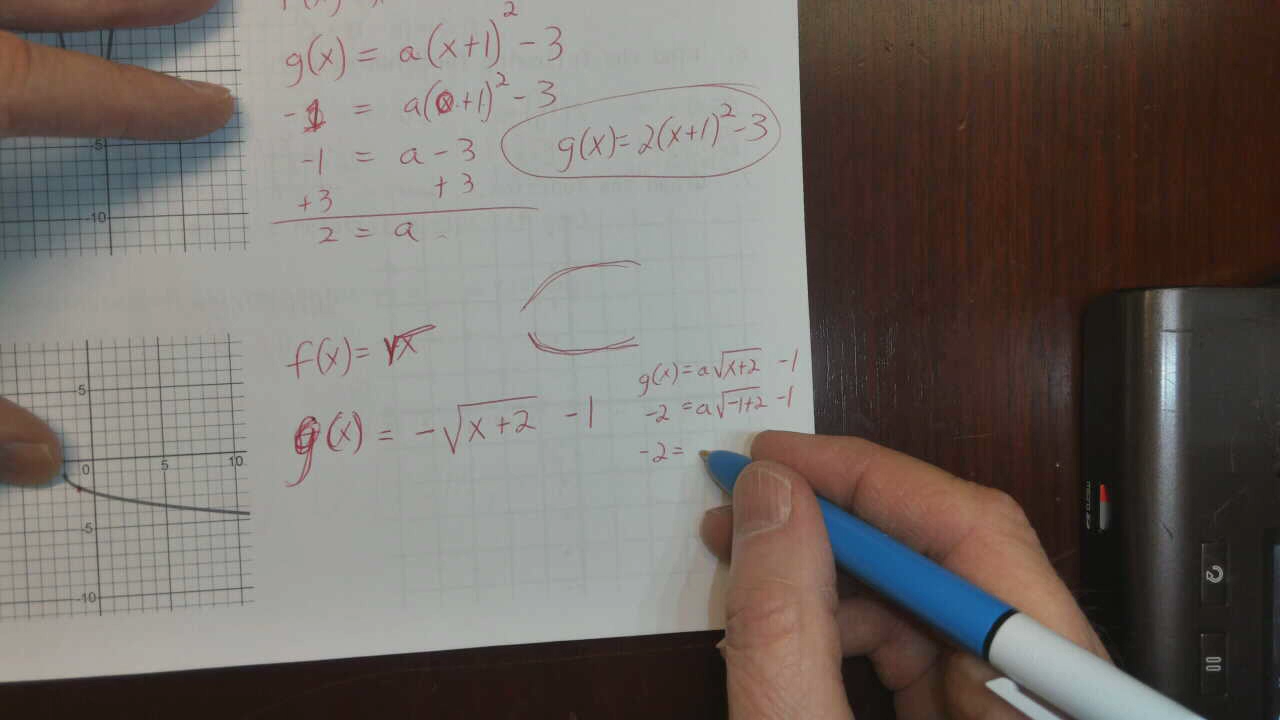 g(x) = a(x+1)² - 3
-1 = a(0+1)² - 3
-1 = a - 3
+3 +3
2 = a
g(x)=2(x+1)²-3
-5
-10
f(x)=√x
g(x) = -√x+2 -1
g(x)=a√x+2 -1
-2 =a√-1+2 -1
-2=
5
0 5 10
-5
-10